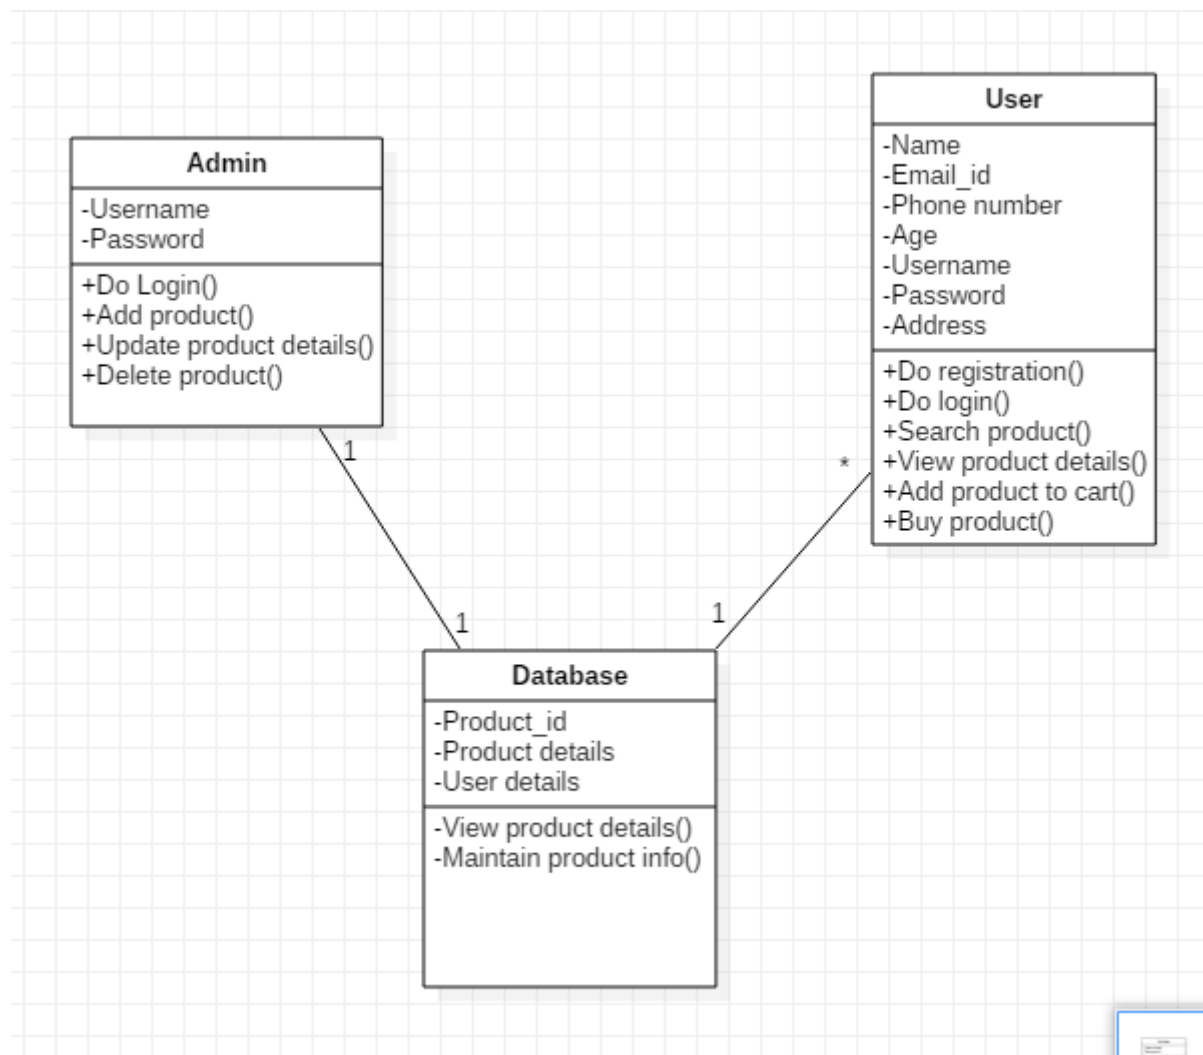 Admin
-Username
-Password
+Do Login()
+Add product()
+Update product details()
+Delete product()
User
-Name
-Email_id
-Phone number
-Age
-Username
-Password
-Address
+Do registration()
+Do login()
+Search product()
+View product details()
+Add product to cart()
+Buy product()
1
*
1
1
Database
-Product_id
-Product details
-User details
-View product details()
-Maintain product info()